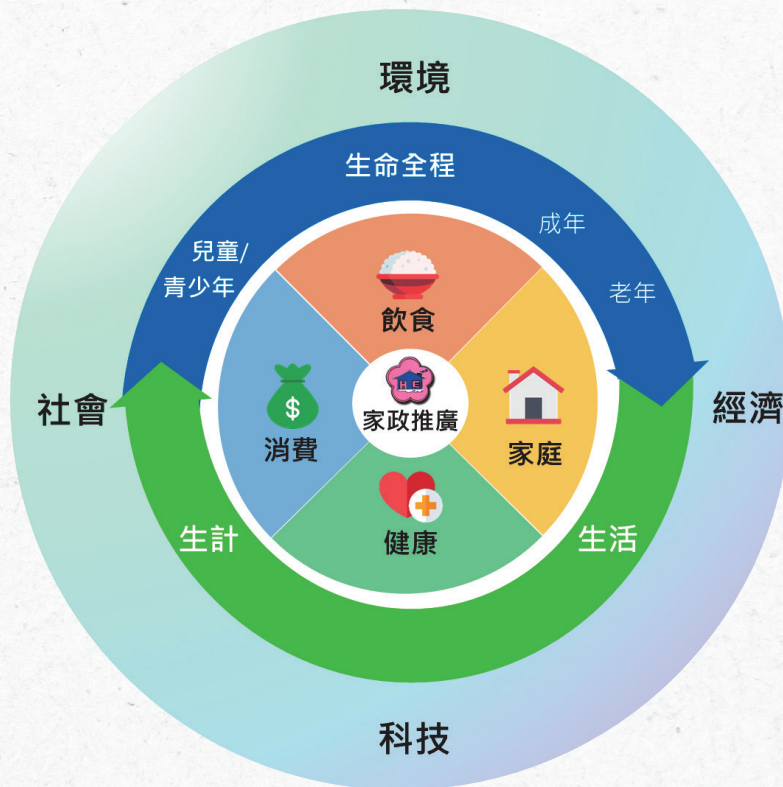 環境
生命全程
成年
兒童/
青少年
老年
飲食
H E
家政推廣
社會
經濟
$
消費
家庭
健康
生計
生活
科技